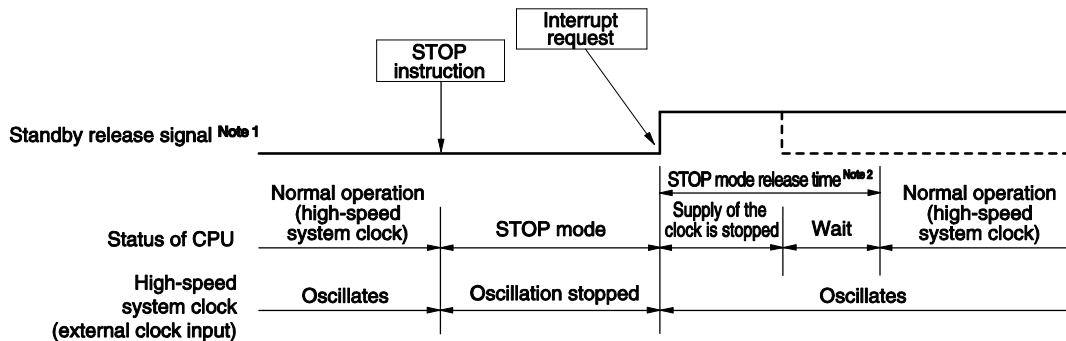 Interrupt
request
STOP
instruction
Standby release signal Note 1
STOP mode release time Note 2
Normal operation
(high-speed
system clock)
Supply of the
clock is stopped
Wait
Normal operation
(high-speed
system clock)
Status of CPU
STOP mode
High-speed
system clock
(external clock input)
Oscillates
Oscillation stopped
Oscillates